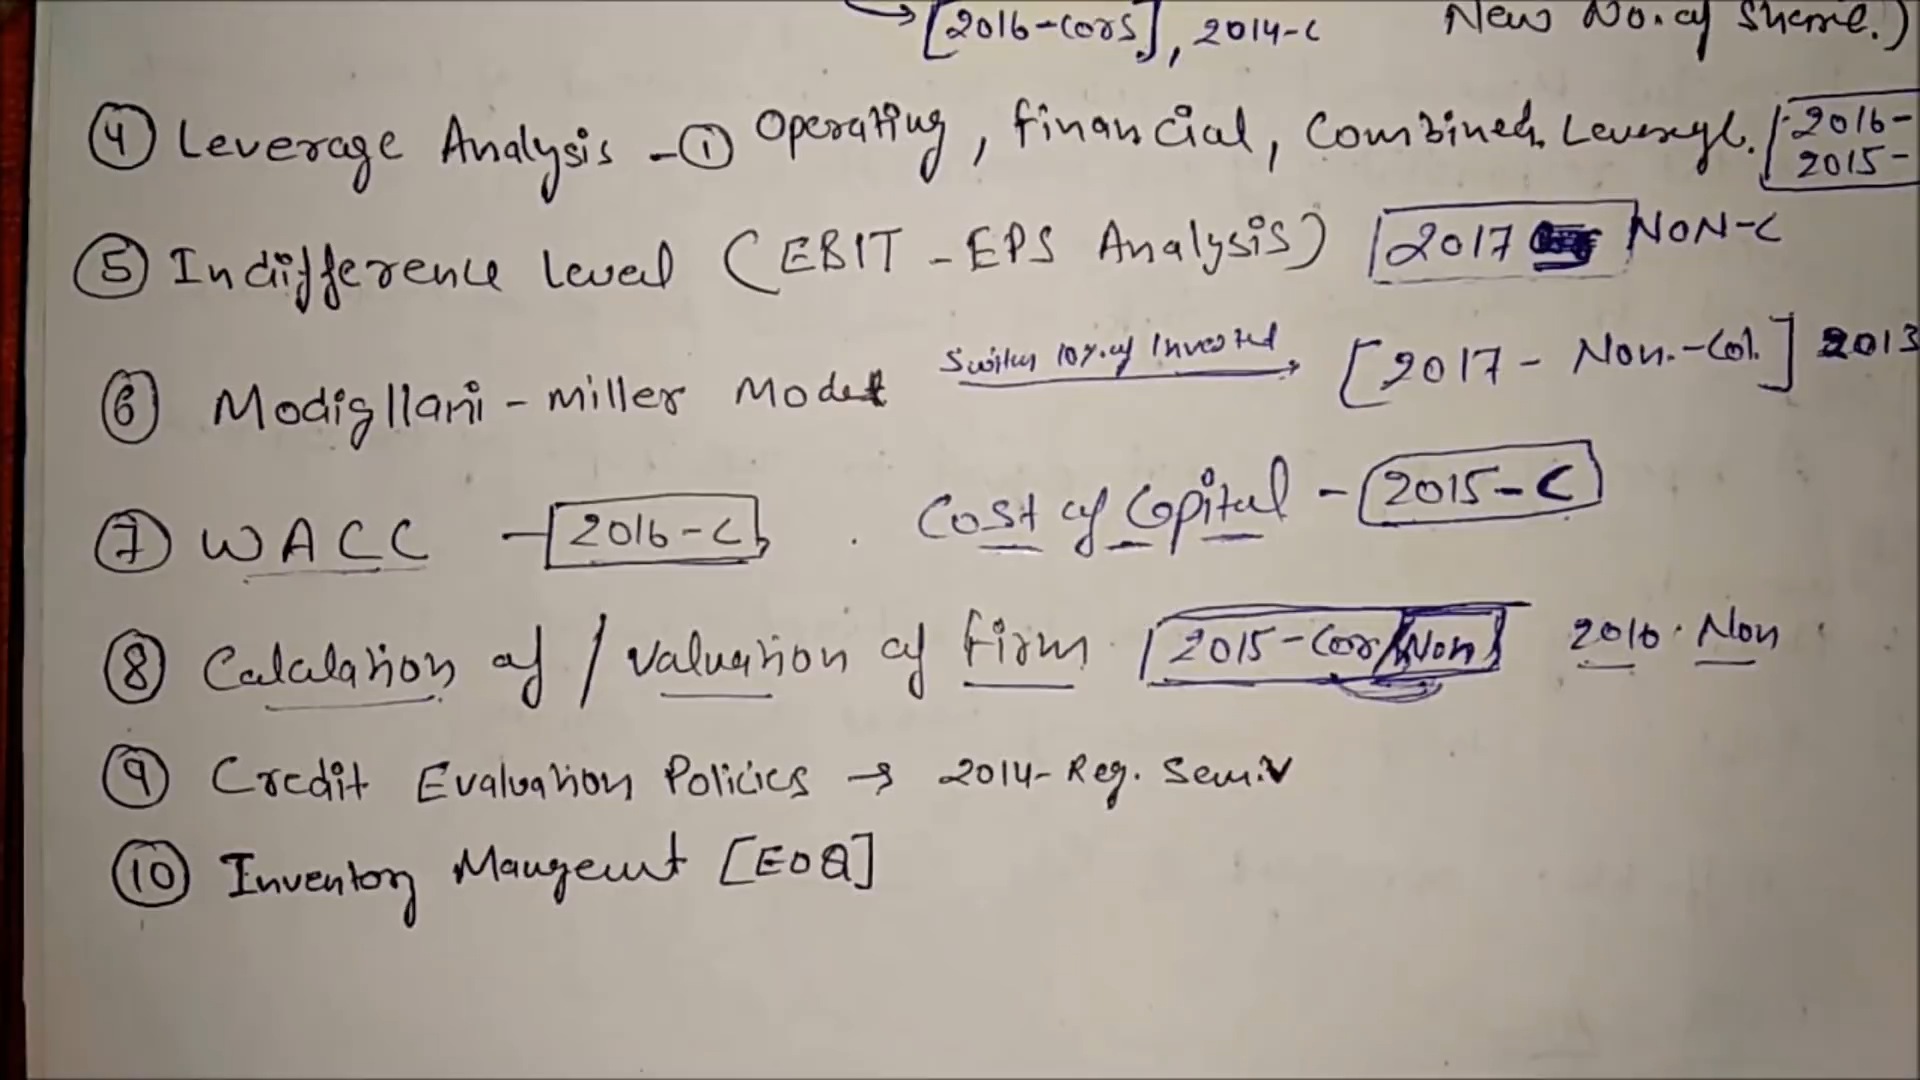 → [2016-Cors], 2014-C New No. of Share.)
④ Leverage Analysis - ① Operating, financial, Combined Leverage. [2016-
2015-
⑤ Indifference level (EBIT - EPS Analysis) [2017 NON-C
⑥ Modigllani - miller Model 10% of Invested → [2017 - Non.-Col.] 2013
⑦ WACC - [2016-C] . Cost of Capital - [2015-C]
⑧ Calculation of / Valuation of firm [2015-Cor/Non] 2016. Non
⑨ Credit Evaluation Policies → 2014- Reg. Sem.V
⑩ Inventory Mangement [EOQ]